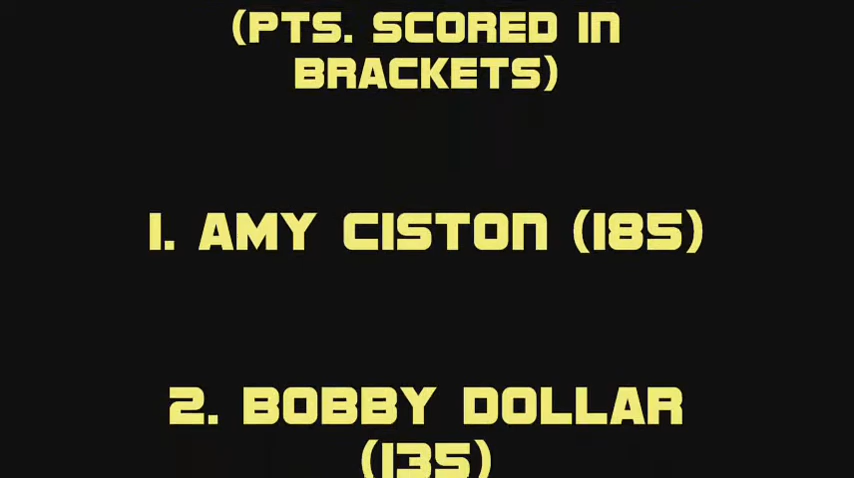 (PTS. SCORED IN
BRACKETS)
1. AMY CISTON (185)
2. BOBBY DOLLAR
(135)